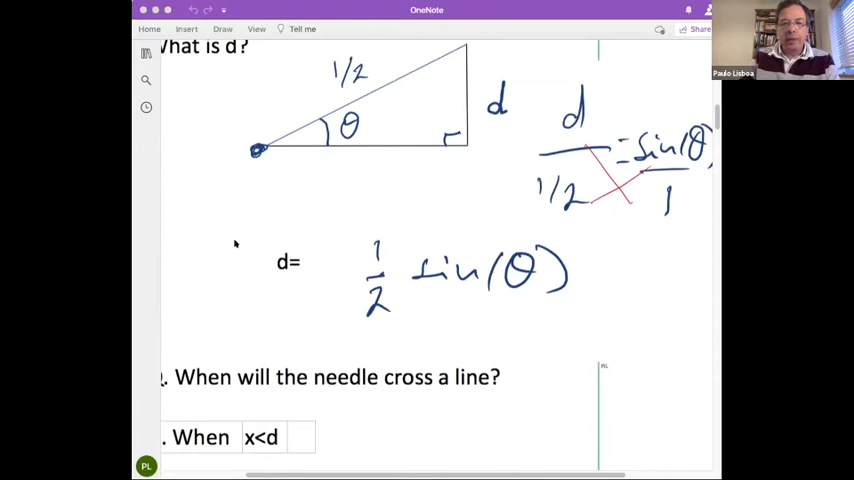 OneNote
Home Insert Draw View Tell me Share
What is d?
1/2
θ
d
d/1/2 = sin(θ)/1
d= 1/2 sin(θ)
. When will the needle cross a line?
. When x<d
PL
PL
Paulo Lisboa